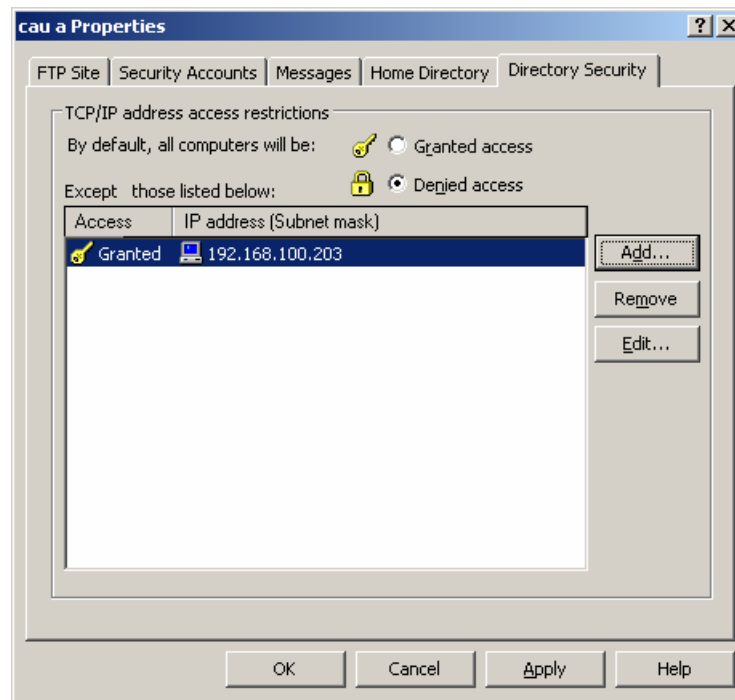 cau a Properties
FTP Site Security Accounts Messages Home Directory Directory Security
TCP/IP address access restrictions
By default, all computers will be: Granted access
Denied access
Except those listed below:
Access IP address (Subnet mask)
Granted 192.168.100.203
Add...
Remove
Edit...
OK Cancel Apply Help